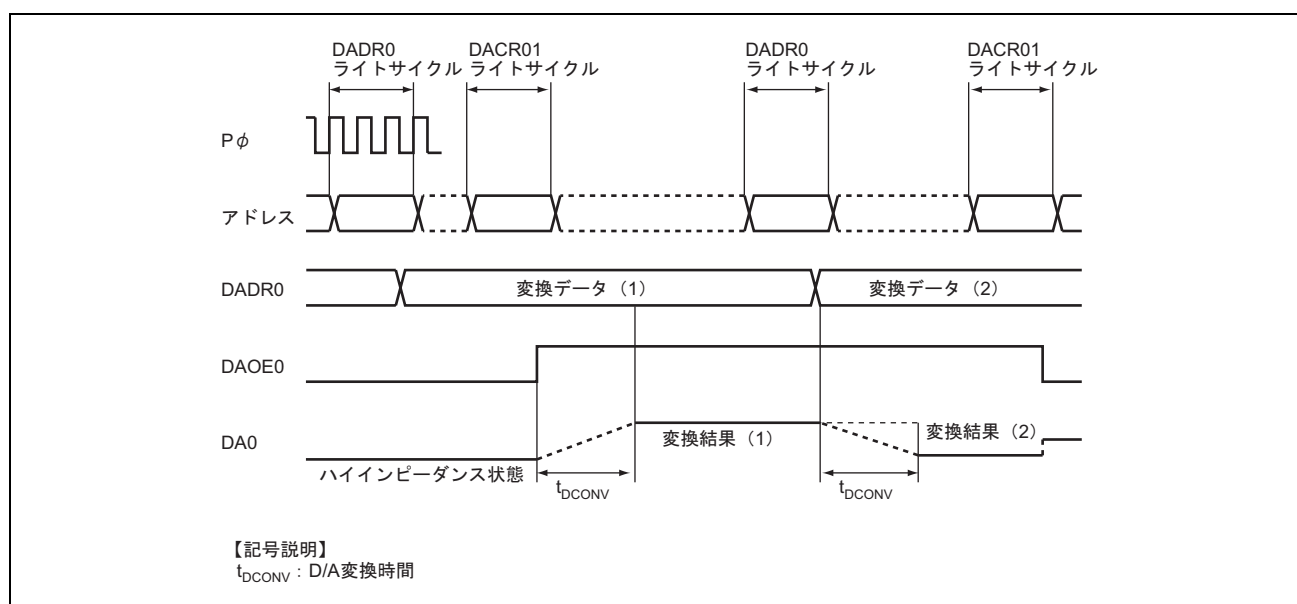 DADR0
ライトサイクル
DACR01
ライトサイクル
DADR0
ライトサイクル
DACR01
ライトサイクル
Pφ
アドレス
DADR0
変換データ（1）
変換データ（2）
DAOE0
DA0
変換結果（1）
変換結果（2）
ハイインピーダンス状態
tDCONV
tDCONV
【記号説明】
tDCONV：D/A変換時間